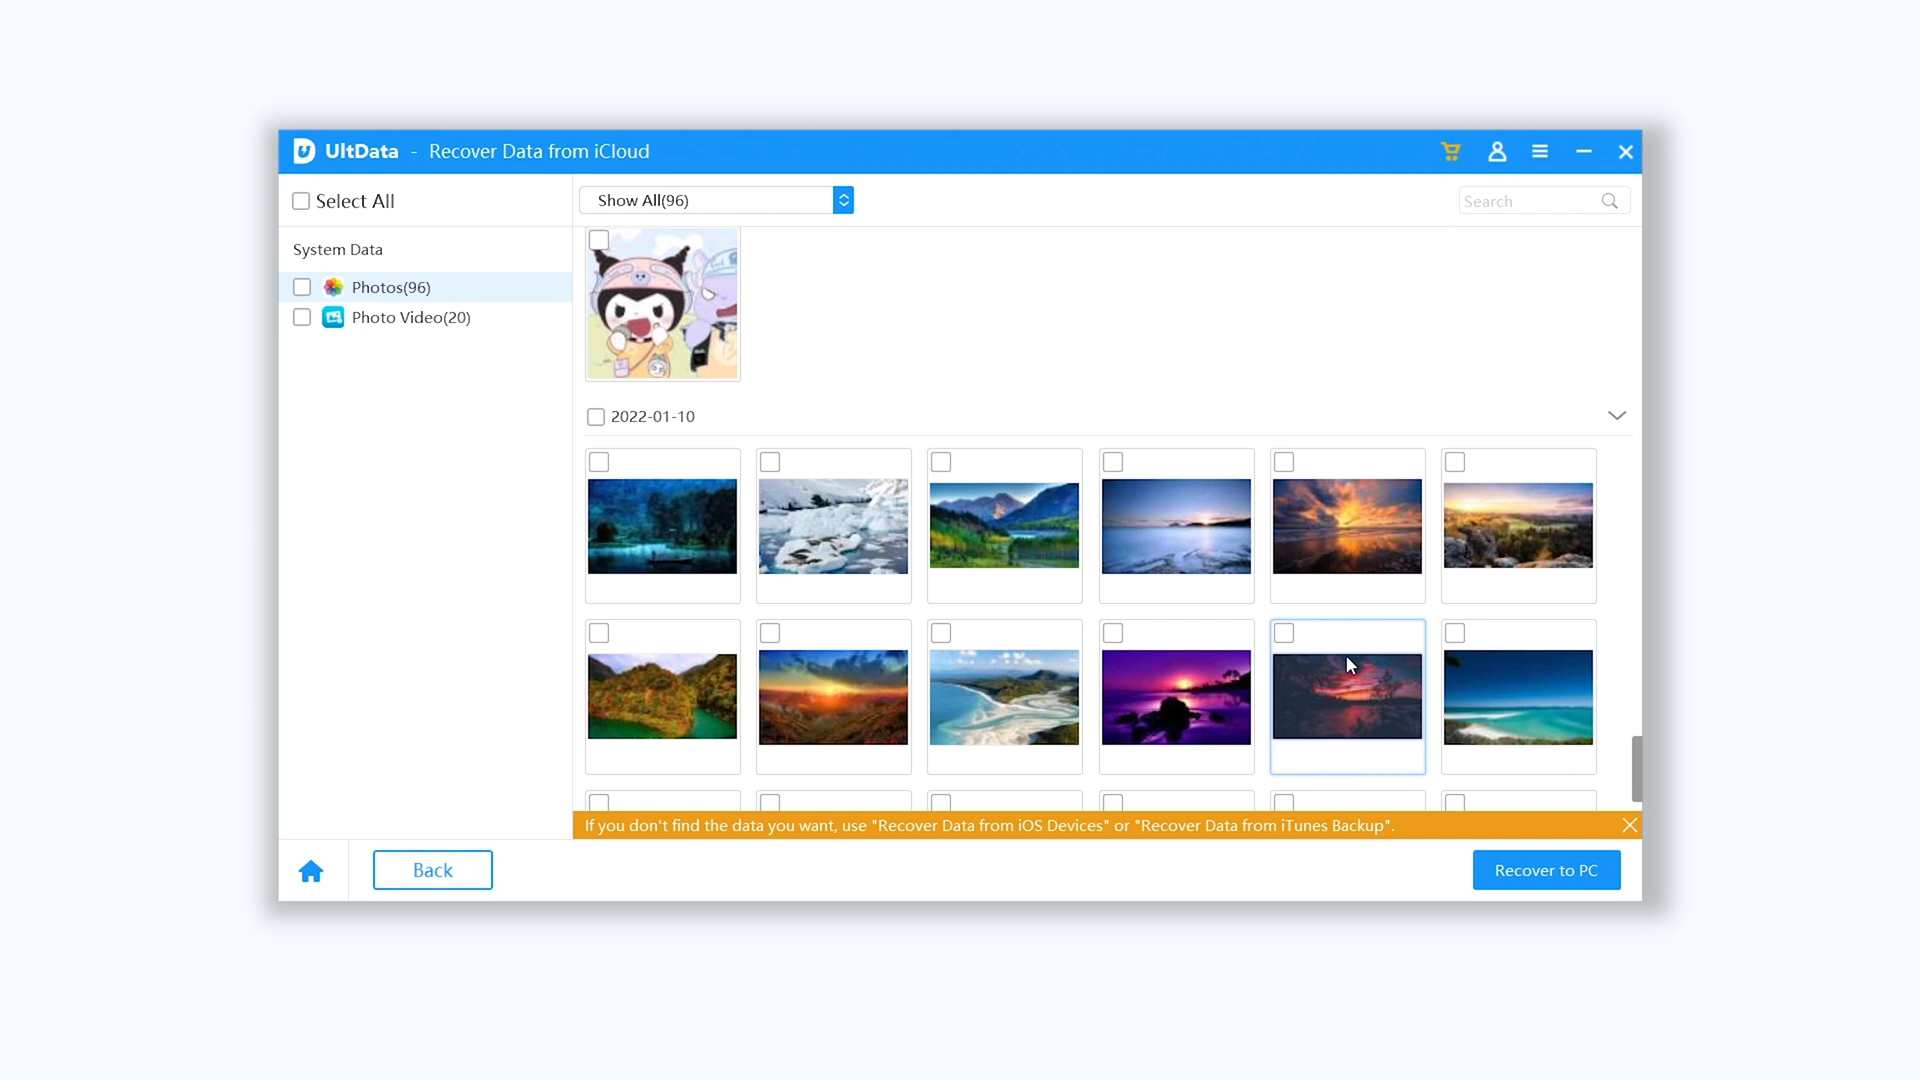 UltData - Recover Data from iCloud
Select All
Show All(96)
Search
System Data
Photos(96)
Photo Video(20)
2022-01-10
If you don't find the data you want, use "Recover Data from iOS Devices" or "Recover Data from iTunes Backup".
Back
Recover to PC